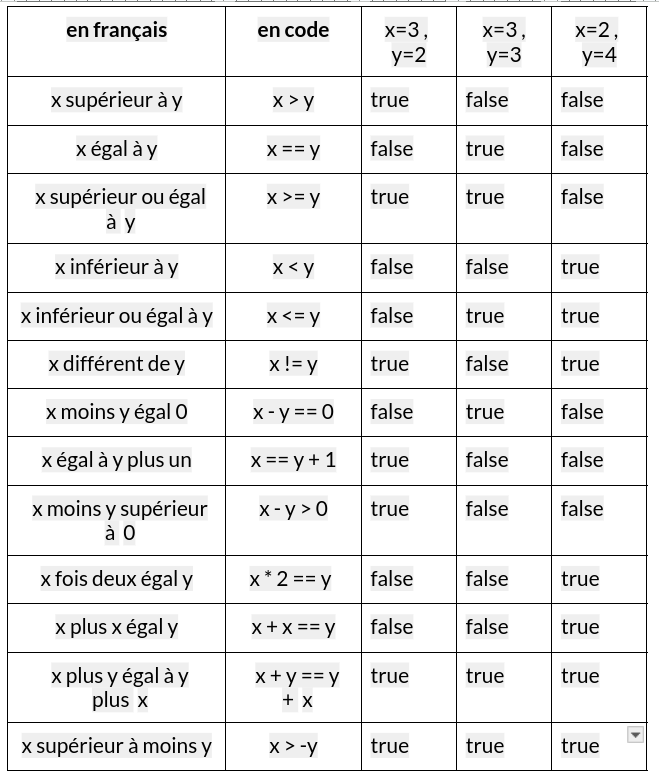 en français en code x=3, x=3, x=2,
y=2 y=3 y=4
x supérieur à y x > y true false false
x égal à y x == y false true false
x supérieur ou égal x >= y true true false
à y
x inférieur à y x < y false false true
x inférieur ou égal à y x <= y false true true
x différent de y x != y true false true
x moins y égal 0 x - y == 0 false true false
x égal à y plus un x == y + 1 true false false
x moins y supérieur x - y > 0 true false false
à 0
x fois deux égal y x * 2 == y false false true
x plus x égal y x + x == y false false true
x plus y égal à y x + y == y true true true
plus x + x
x supérieur à moins y x > -y true true true